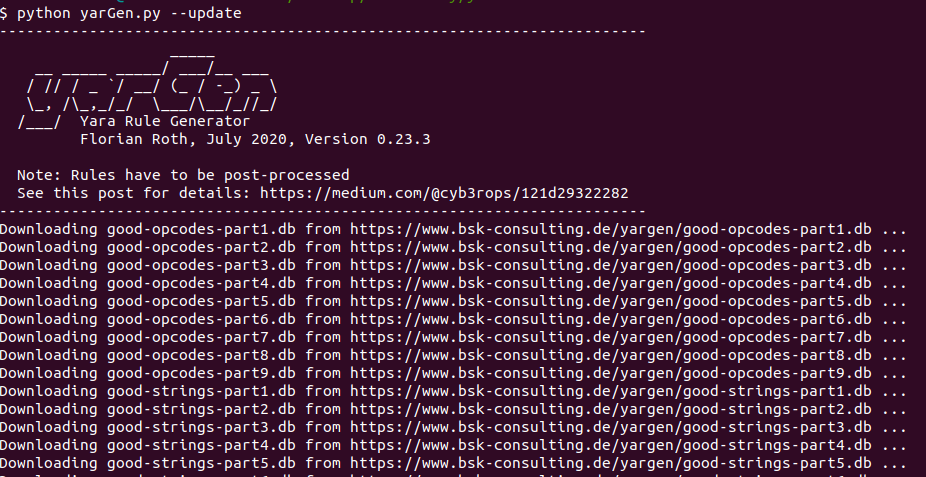 $ python yarGen.py --update
------------------------------------------------------------------------
                   _____
    __ _____ _____/ ___/__ ___
   / // / _ `/ __/ (_ / -_) _ \
   \_, /\_,_/_/  \___/\__/_//_/
  /___/  Yara Rule Generator
         Florian Roth, July 2020, Version 0.23.3

  Note: Rules have to be post-processed
  See this post for details: https://medium.com/@cyb3rops/121d29322282
------------------------------------------------------------------------
Downloading good-opcodes-part1.db from https://www.bsk-consulting.de/yargen/good-opcodes-part1.db ...
Downloading good-opcodes-part2.db from https://www.bsk-consulting.de/yargen/good-opcodes-part2.db ...
Downloading good-opcodes-part3.db from https://www.bsk-consulting.de/yargen/good-opcodes-part3.db ...
Downloading good-opcodes-part4.db from https://www.bsk-consulting.de/yargen/good-opcodes-part4.db ...
Downloading good-opcodes-part5.db from https://www.bsk-consulting.de/yargen/good-opcodes-part5.db ...
Downloading good-opcodes-part6.db from https://www.bsk-consulting.de/yargen/good-opcodes-part6.db ...
Downloading good-opcodes-part7.db from https://www.bsk-consulting.de/yargen/good-opcodes-part7.db ...
Downloading good-opcodes-part8.db from https://www.bsk-consulting.de/yargen/good-opcodes-part8.db ...
Downloading good-opcodes-part9.db from https://www.bsk-consulting.de/yargen/good-opcodes-part9.db ...
Downloading good-strings-part1.db from https://www.bsk-consulting.de/yargen/good-strings-part1.db ...
Downloading good-strings-part2.db from https://www.bsk-consulting.de/yargen/good-strings-part2.db ...
Downloading good-strings-part3.db from https://www.bsk-consulting.de/yargen/good-strings-part3.db ...
Downloading good-strings-part4.db from https://www.bsk-consulting.de/yargen/good-strings-part4.db ...
Downloading good-strings-part5.db from https://www.bsk-consulting.de/yargen/good-strings-part5.db ...